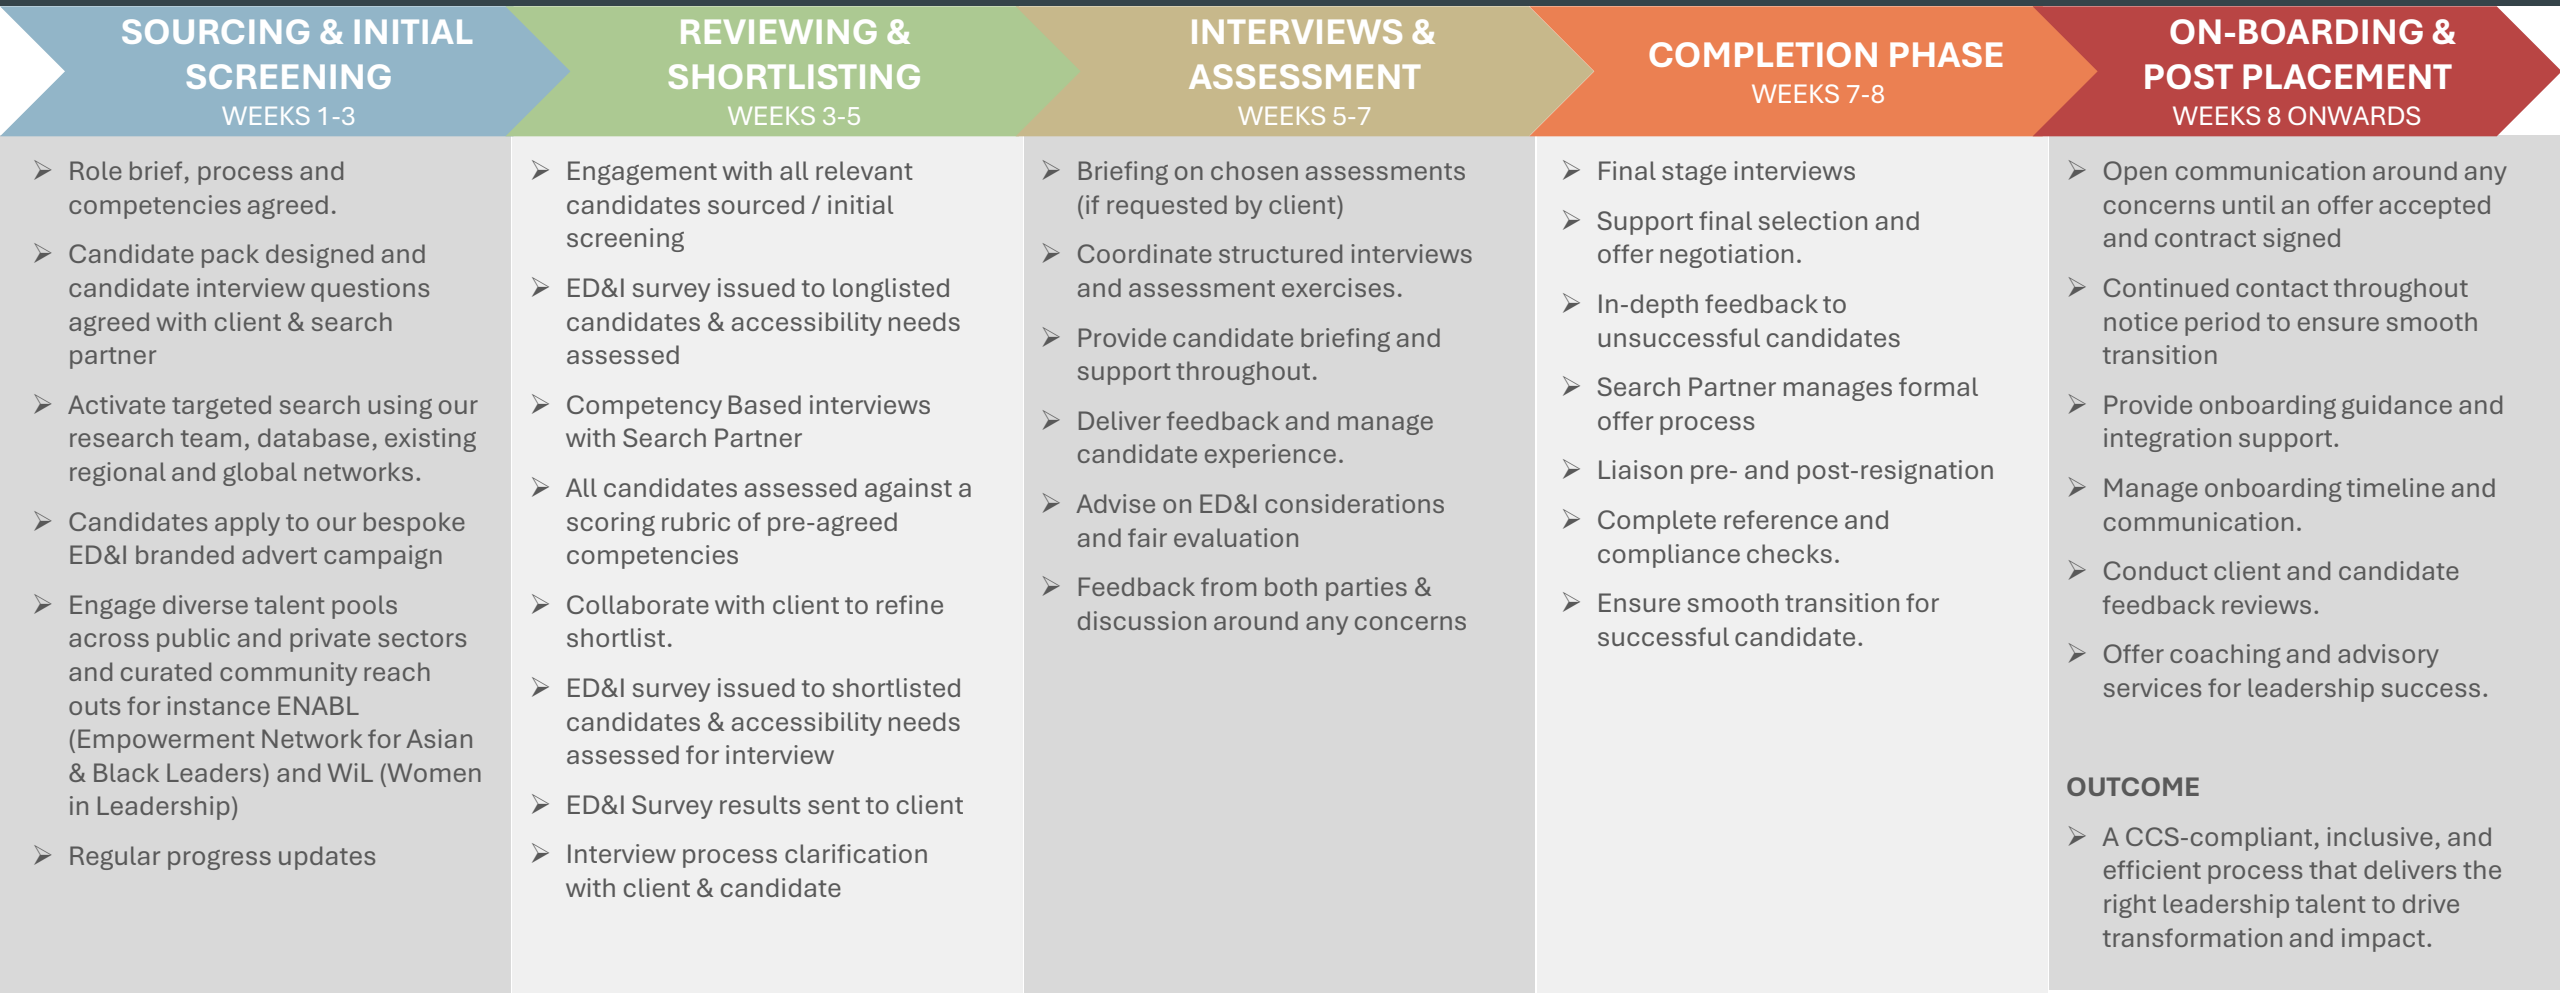 SOURCING & INITIAL
SCREENING
WEEKS 1-3
➢ Role brief, process and
competencies agreed.
➢ Candidate pack designed and
candidate interview questions
agreed with client & search
partner
➢ Activate targeted search using our
research team, database, existing
regional and global networks.
➢ Candidates apply to our bespoke
ED&I branded advert campaign
➢ Engage diverse talent pools
across public and private sectors
and curated community reach
outs for instance ENABL
(Empowerment Network for Asian
& Black Leaders) and WiL (Women
in Leadership)
➢ Regular progress updates
REVIEWING &
SHORTLISTING
WEEKS 3-5
➢ Engagement with all relevant
candidates sourced / initial
screening
➢ ED&I survey issued to longlisted
candidates & accessibility needs
assessed
➢ Competency Based interviews
with Search Partner
➢ All candidates assessed against a
scoring rubric of pre-agreed
competencies
➢ Collaborate with client to refine
shortlist.
➢ ED&I survey issued to shortlisted
candidates & accessibility needs
assessed for interview
➢ ED&I Survey results sent to client
➢ Interview process clarification
with client & candidate
INTERVIEWS &
ASSESSMENT
WEEKS 5-7
➢ Briefing on chosen assessments
(if requested by client)
➢ Coordinate structured interviews
and assessment exercises.
➢ Provide candidate briefing and
support throughout.
➢ Deliver feedback and manage
candidate experience.
➢ Advise on ED&I considerations
and fair evaluation
➢ Feedback from both parties &
discussion around any concerns
COMPLETION PHASE
WEEKS 7-8
➢ Final stage interviews
➢ Support final selection and
offer negotiation.
➢ In-depth feedback to
unsuccessful candidates
➢ Search Partner manages formal
offer process
➢ Liaison pre- and post-resignation
➢ Complete reference and
compliance checks.
➢ Ensure smooth transition for
successful candidate.
ON-BOARDING &
POST PLACEMENT
WEEKS 8 ONWARDS
➢ Open communication around any
concerns until an offer accepted
and contract signed
➢ Continued contact throughout
notice period to ensure smooth
transition
➢ Provide onboarding guidance and
integration support.
➢ Manage onboarding timeline and
communication.
➢ Conduct client and candidate
feedback reviews.
➢ Offer coaching and advisory
services for leadership success.
OUTCOME
➢ A CCS-compliant, inclusive, and
efficient process that delivers the
right leadership talent to drive
transformation and impact.